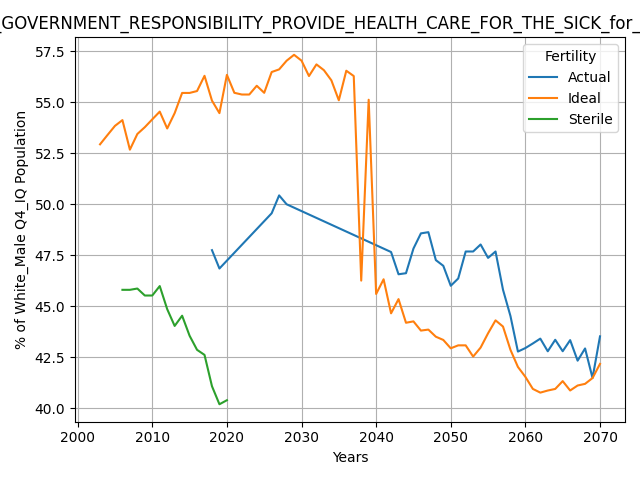 _GOVERNMENT_RESPONSIBILITY_PROVIDE_HEALTH_CARE_FOR_THE_SICK_for_
Fertility
Actual
Ideal
Sterile
% of White_Male Q4_IQ Population
57.5
55.0
52.5
50.0
47.5
45.0
42.5
40.0
2000
2010
2020
2030
2040
2050
2060
2070
Years